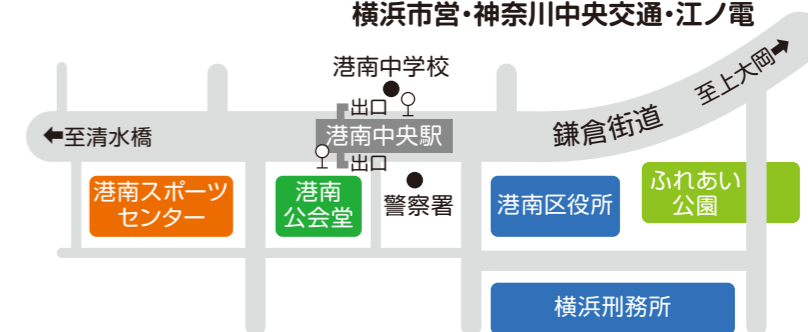 横浜市営・神奈川中央交通・江ノ電
港南中学校
出口
至上大岡➡
⬅至清水橋
港南中央駅
鎌倉街道
出口
港南スポーツ
センター
港南
公会堂
警察署
港南区役所
ふれあい
公園
横浜刑務所